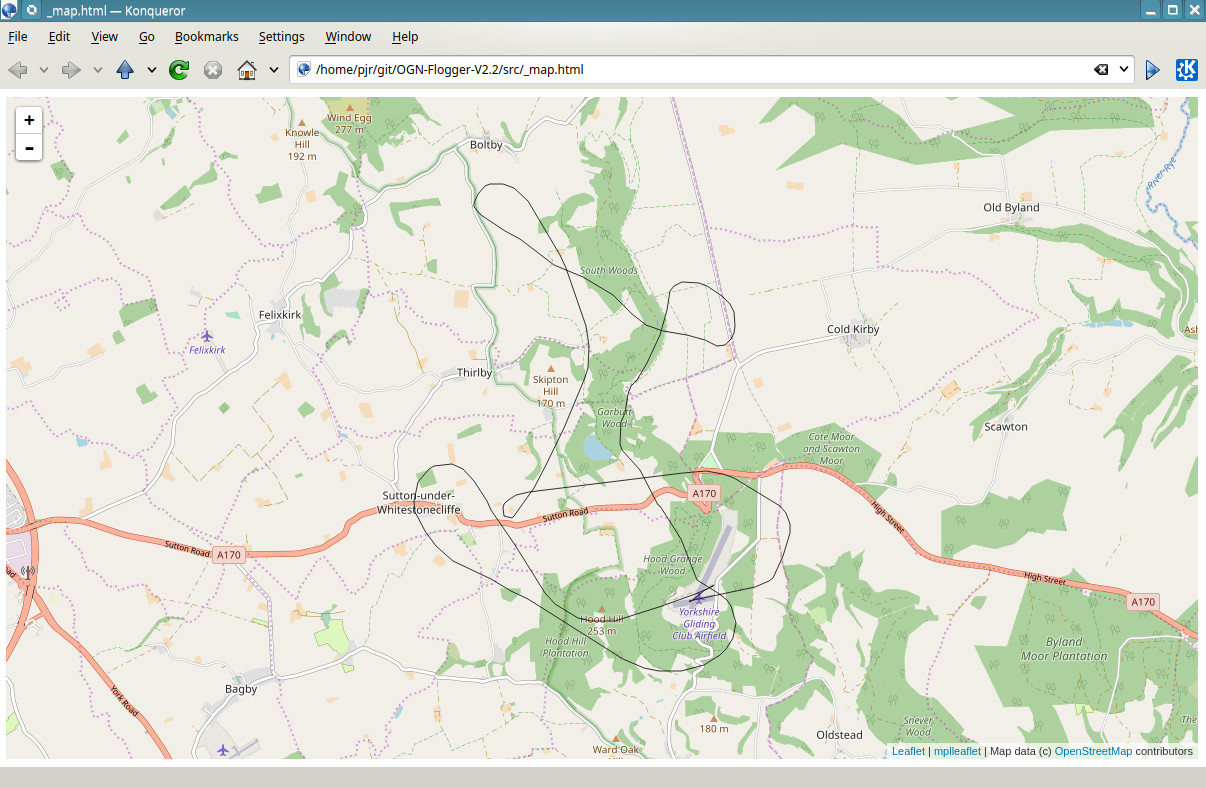 _map.html — Konqueror
File Edit View Go Bookmarks Settings Window Help
/home/pjr/git/OGN-Flogger-V2.2/src/_map.html
+
-
Wind Egg
277 m
Knowle
Hill
192 m
Boltby
River Rye
Old Byland
South Woods
Felixkirk
Felixkirk
Cold Kirby
Thirlby
Skipton
Hill
170 m
Garbutt
Wood
Scawton
Cote Moor
and Scawton
Moor
Sutton-under-
Whitestonecliffe
A170
Sutton Road
High Street
Sutton Road
A170
Hood Grange
Wood
High Street
A170
Yorkshire
Gliding
Club Airfield
Hood Hill
253 m
Hood Hill
Plantation
Byland
Moor Plantation
Bagby
York Road
180 m
Snever
Wood
The
Oldstead
Ward Oak
Leaflet | mplleaflet | Map data (c) OpenStreetMap contributors